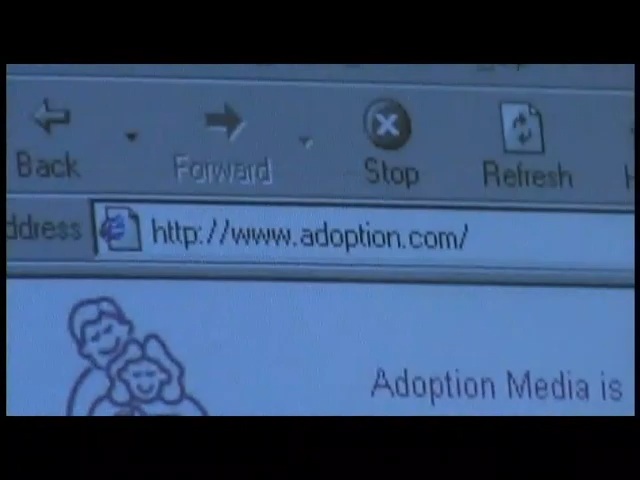 Back Forward Stop Refresh
ddress http://www.adoption.com/
Adoption Media is